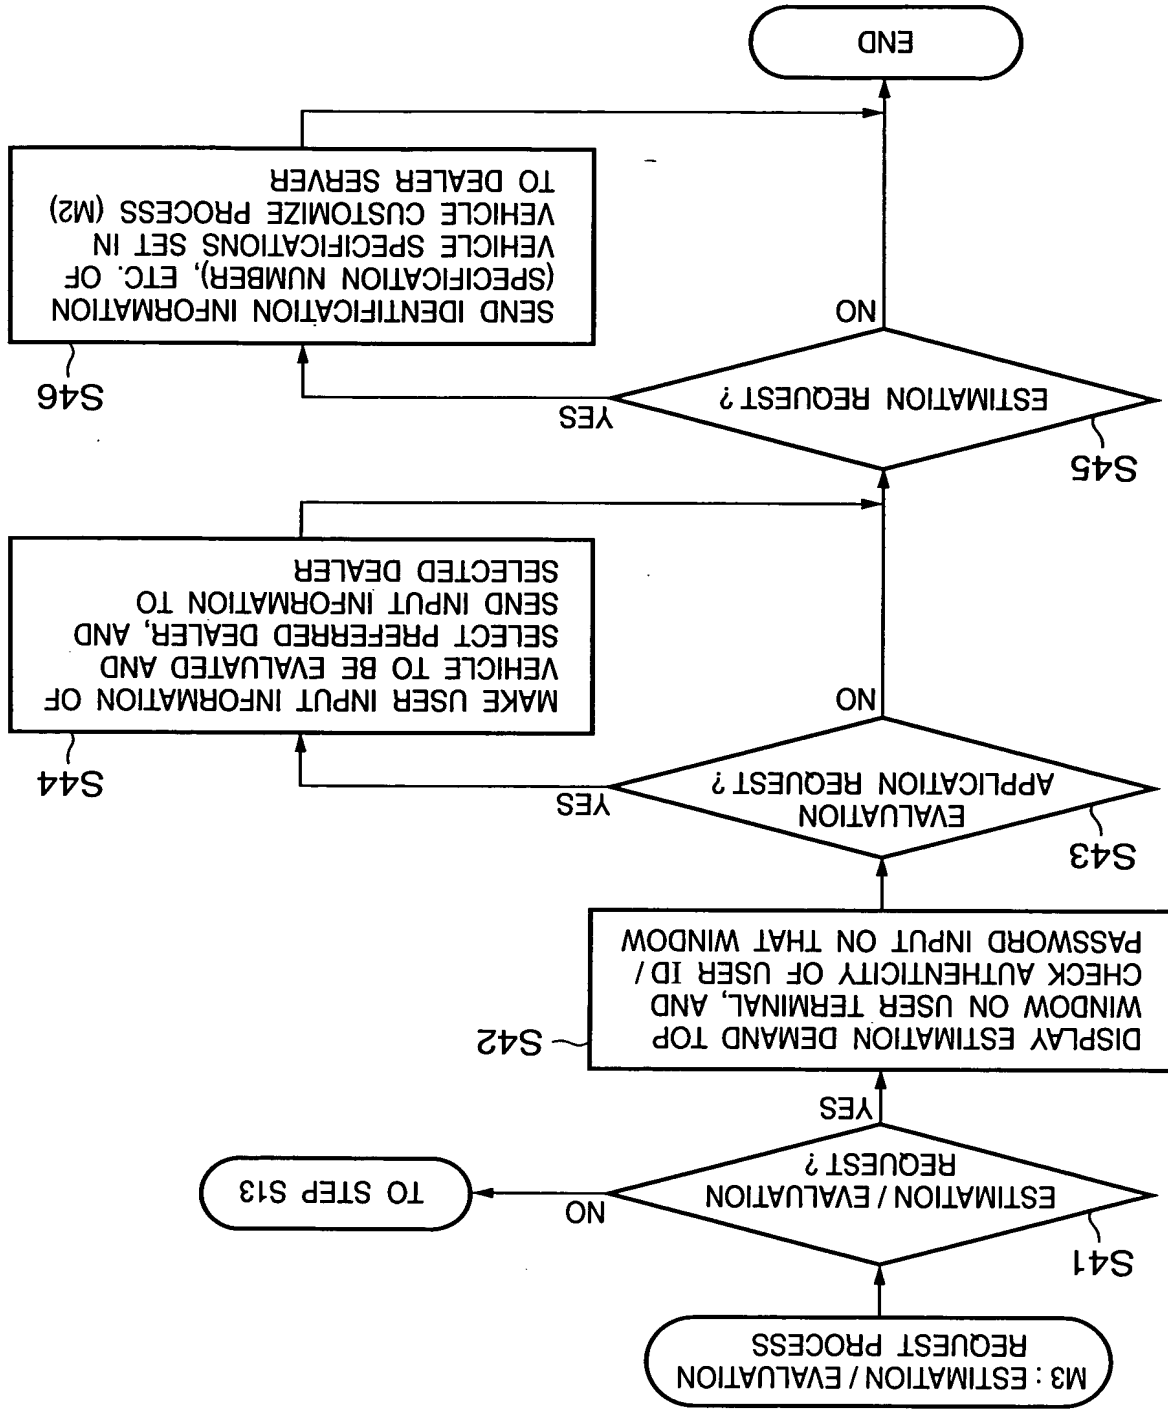 M3 : ESTIMATION / EVALUATION
REQUEST PROCESS
S41
ESTIMATION / EVALUATION
REQUEST ?
NO
TO STEP S13
YES
S42
DISPLAY ESTIMATION DEMAND TOP
WINDOW ON USER TERMINAL, AND
CHECK AUTHENTICITY OF USER ID /
PASSWORD INPUT ON THAT WINDOW
S43
EVALUATION
APPLICATION REQUEST ?
YES
NO
S44
MAKE USER INPUT INFORMATION OF
VEHICLE TO BE EVALUATED AND
SELECT PREFERRED DEALER, AND
SEND INPUT INFORMATION TO
SELECTED DEALER
S45
ESTIMATION REQUEST ?
YES
NO
S46
SEND IDENTIFICATION INFORMATION
(SPECIFICATION NUMBER), ETC. OF
VEHICLE SPECIFICATIONS SET IN
VEHICLE CUSTOMIZE PROCESS (M2)
TO DEALER SERVER
END